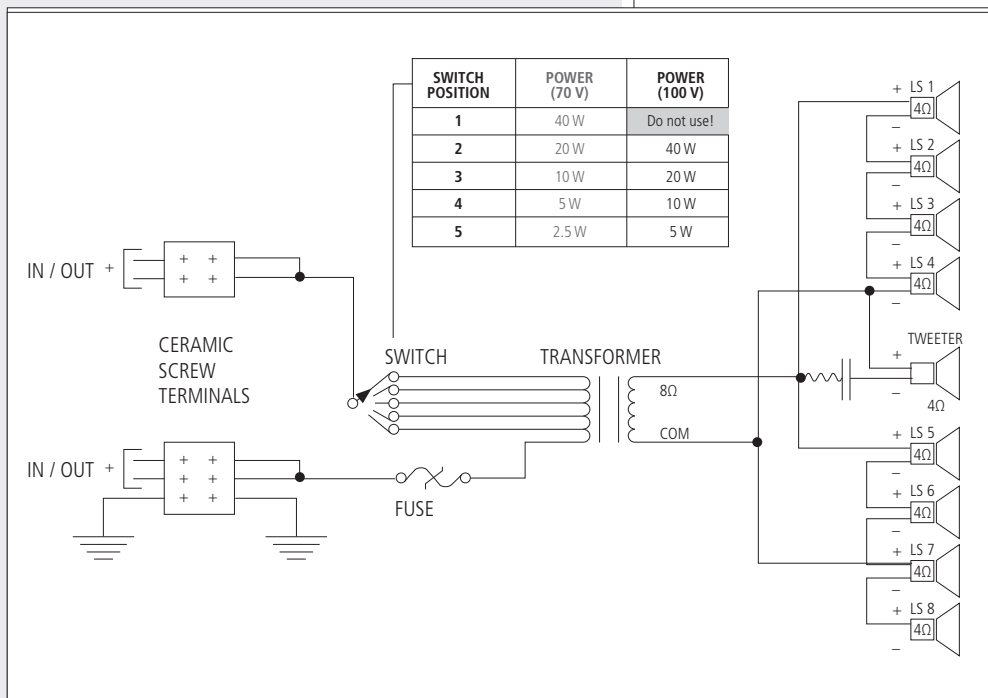 SWITCH POSITION POWER (70 V) POWER (100 V)
1 40 W Do not use!
2 20 W 40 W
3 10 W 20 W
4 5 W 10 W
5 2.5 W 5 W
IN / OUT +
+ +
+ +
CERAMIC
SCREW
TERMINALS
IN / OUT +
+ +
+ +
+ +
SWITCH
FUSE
TRANSFORMER
8Ω
COM
+ LS 1
4Ω
–
+ LS 2
4Ω
–
+ LS 3
4Ω
–
+ LS 4
4Ω
–
TWEETER
+
–
4Ω
+ LS 5
4Ω
–
+ LS 6
4Ω
–
+ LS 7
4Ω
–
+ LS 8
4Ω
–